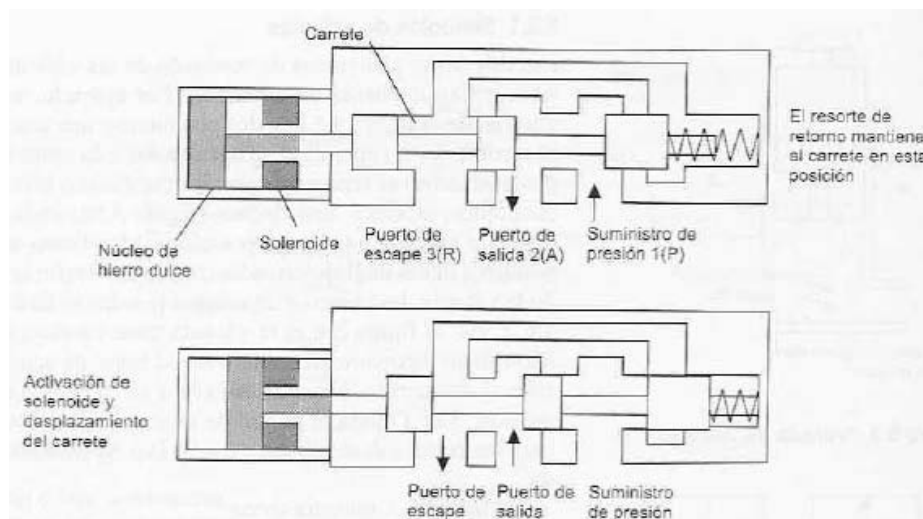 Carrete
El resorte de
retorno mantiene
al carrete en esta
posición
Núcleo de
hierro dulce
Solenoide
Puerto de
escape 3(R)
Puerto de
salida 2(A)
Suministro de
presión 1(P)
Activación de
solenoide y
desplazamiento
del carrete
Puerto de
escape
Puerto de
salida
Suministro
de presión